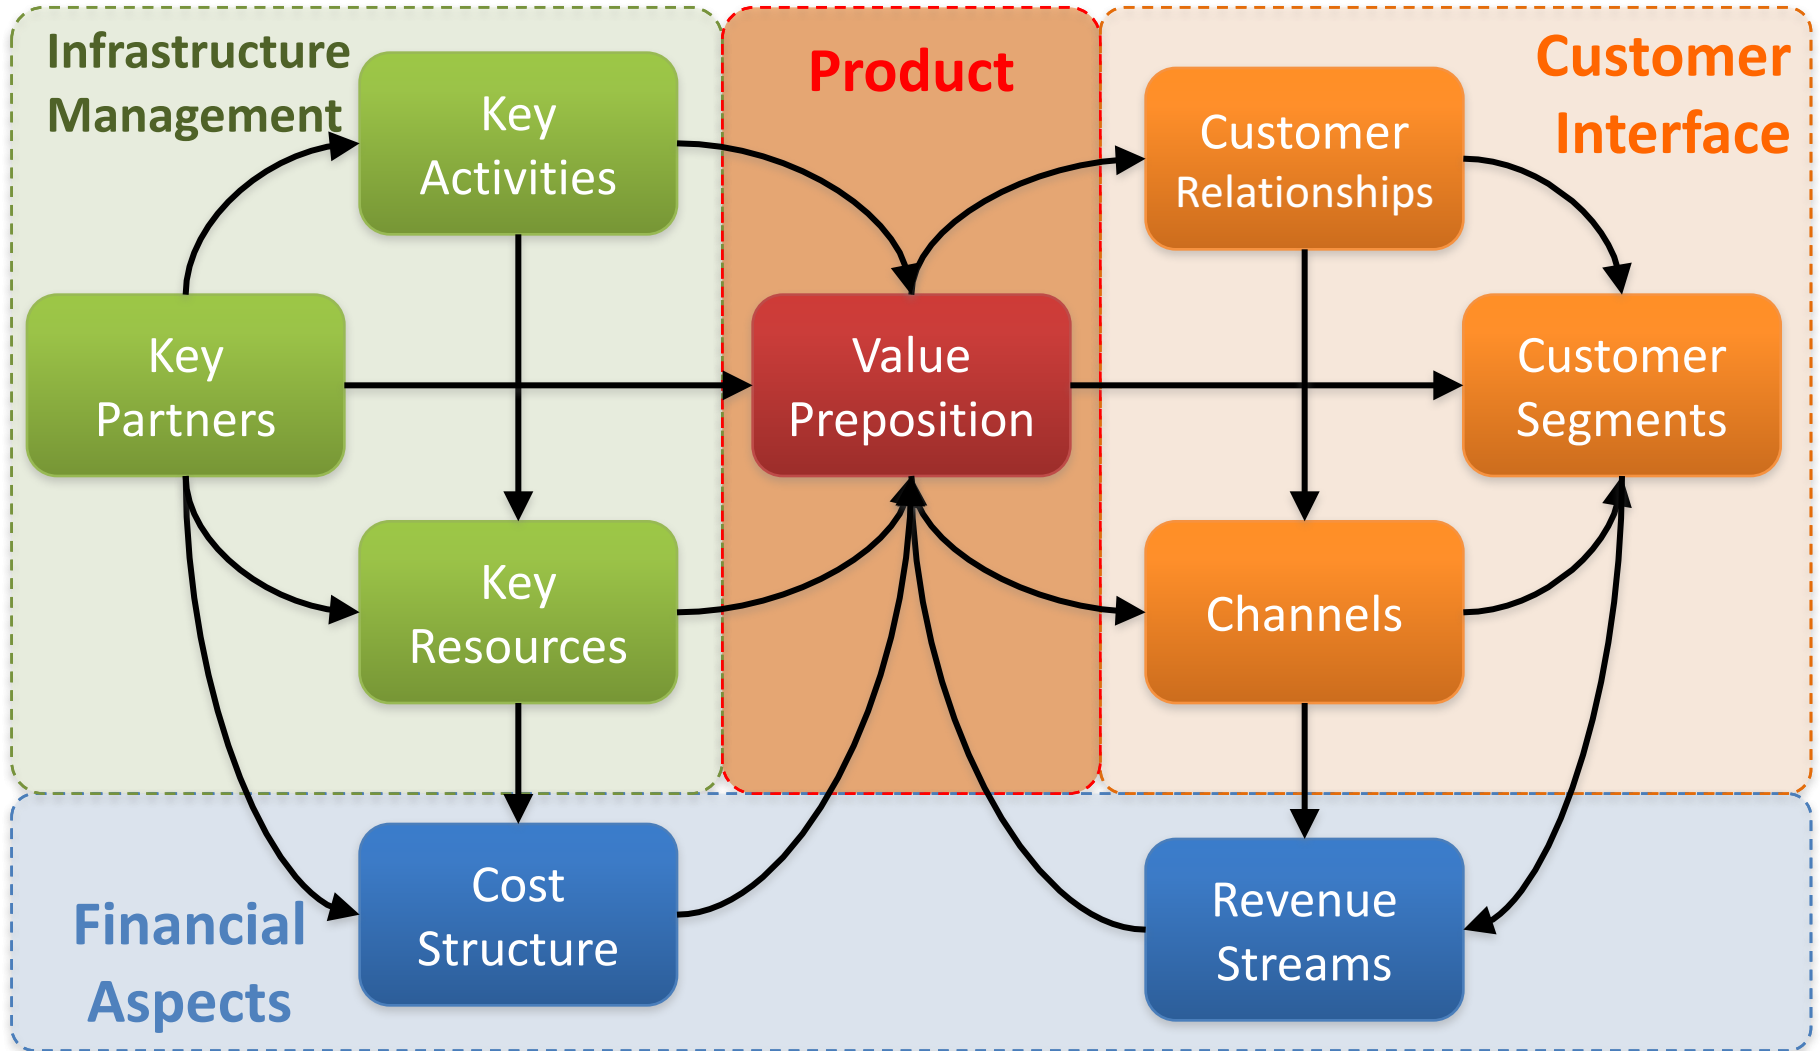 Infrastructure
Management
Key
Activities
Key
Partners
Key
Resources
Product
Value
Preposition
Customer
Interface
Customer
Relationships
Customer
Segments
Channels
Financial
Aspects
Cost
Structure
Revenue
Streams